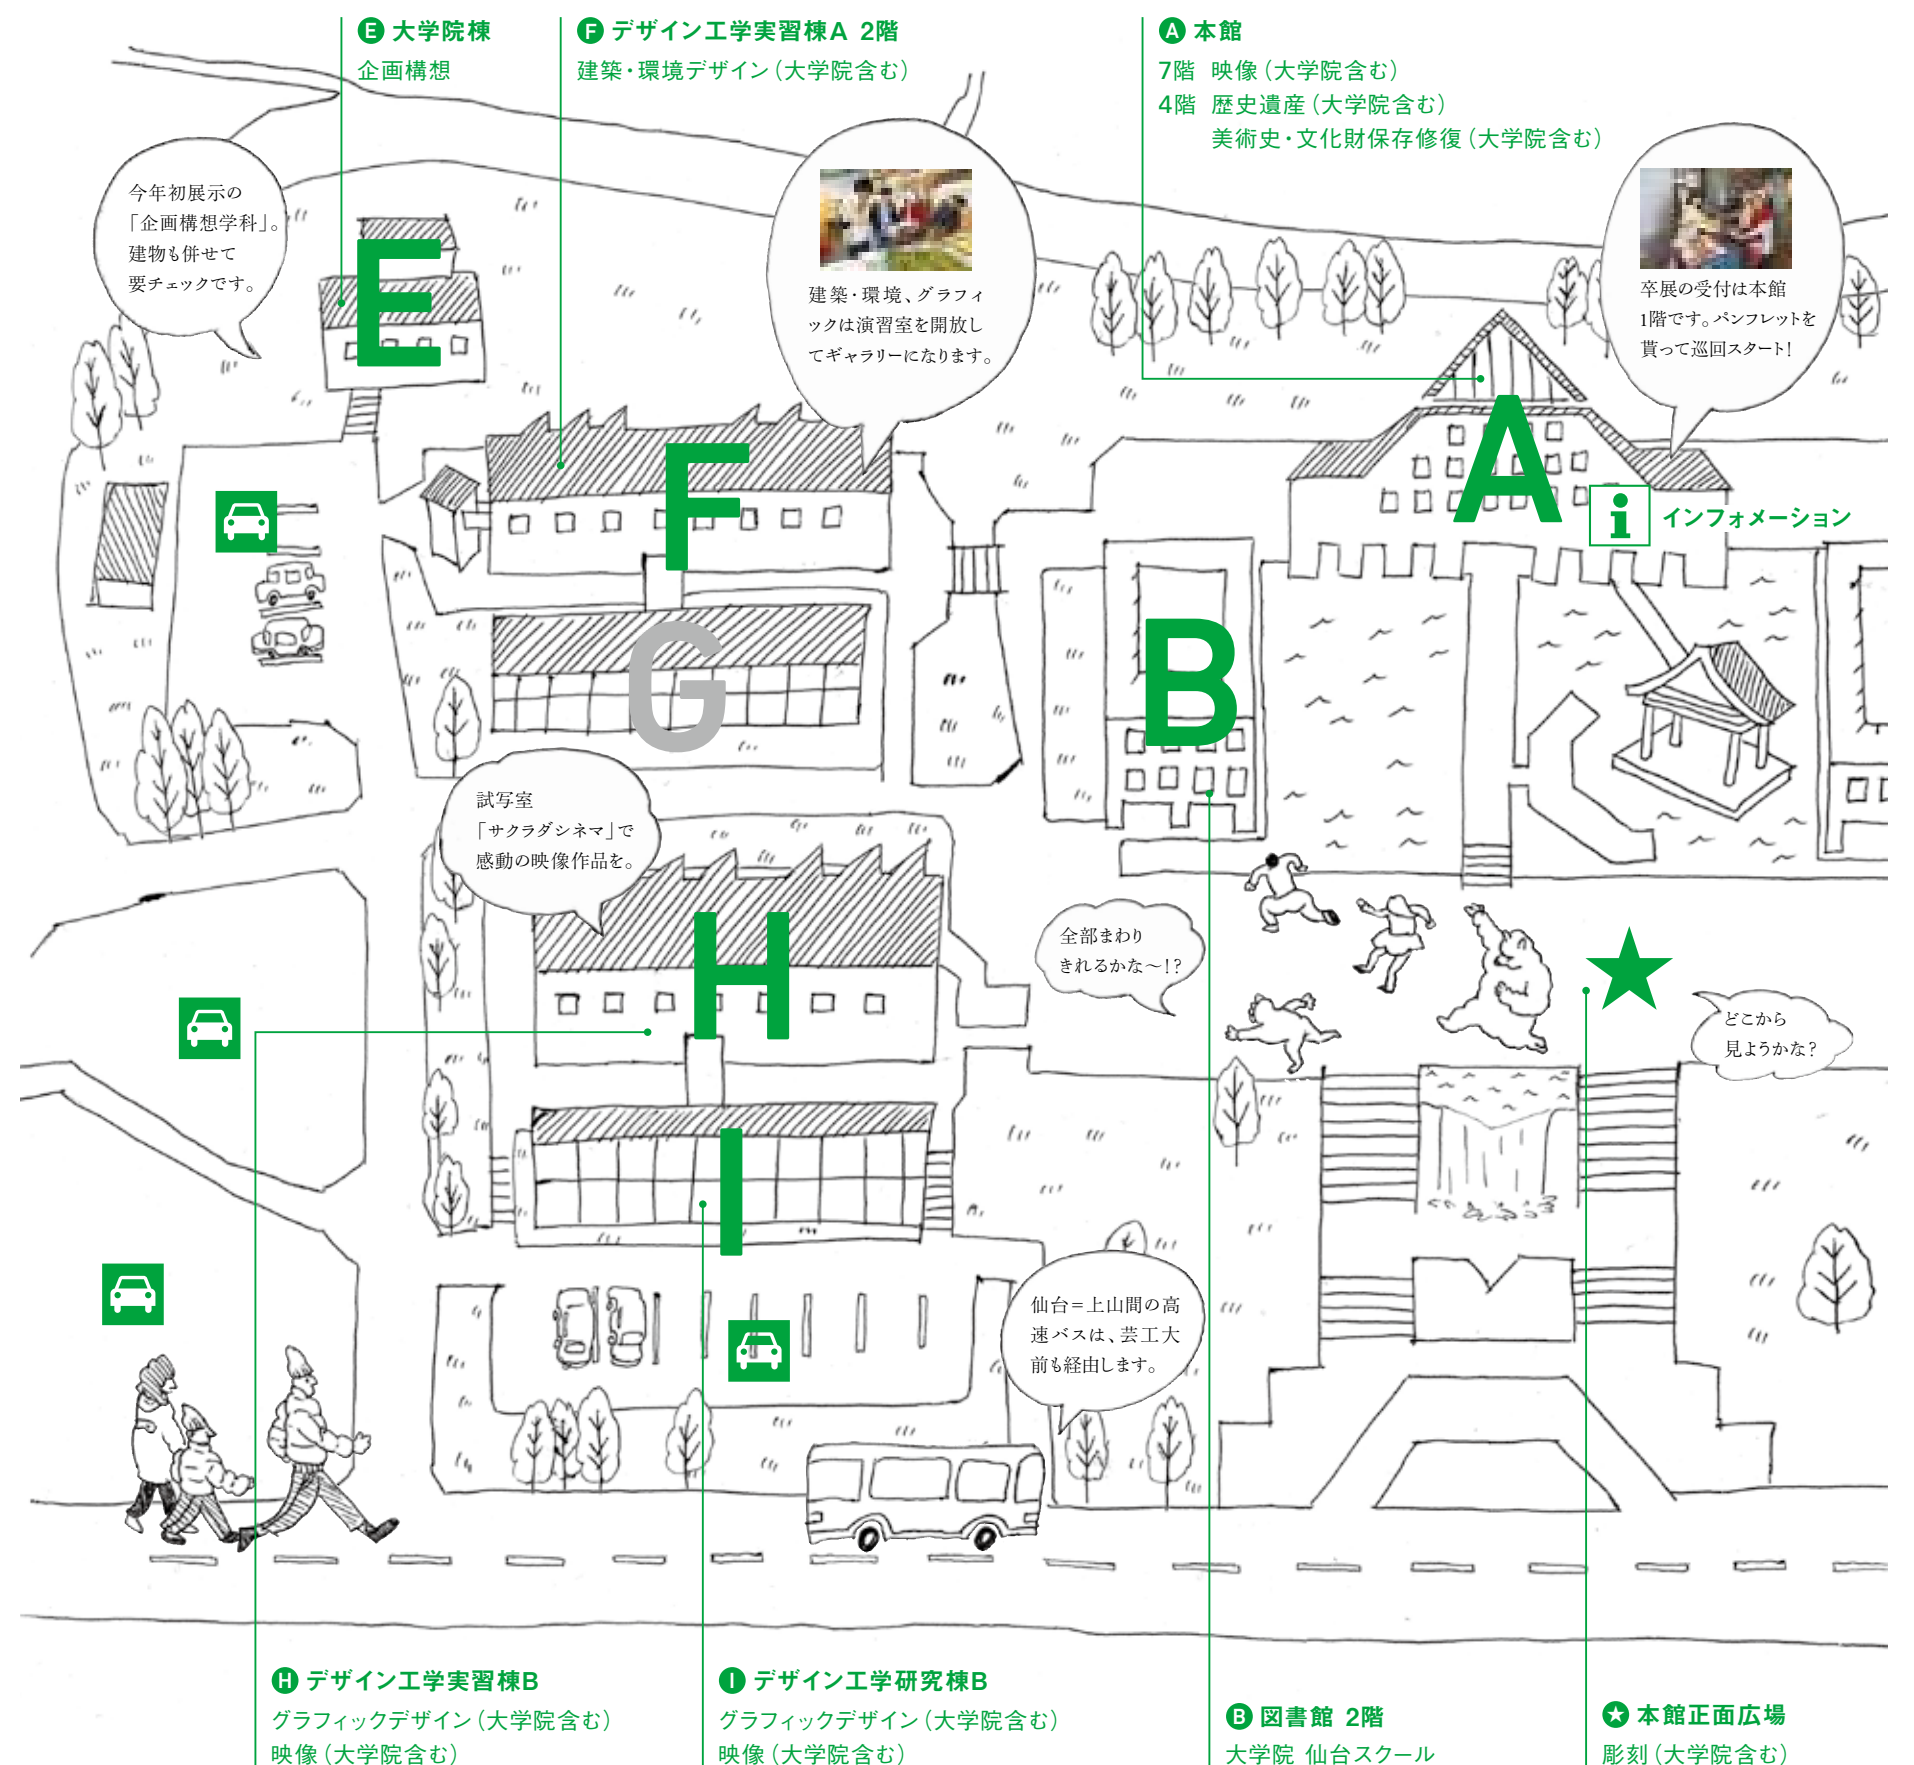 E 大学院棟
企画構想
F デザイン工学実習棟A 2階
建築・環境デザイン（大学院含む）
A 本館
7階 映像（大学院含む）
4階 歴史遺産（大学院含む）
美術史・文化財保存修復（大学院含む）
今年初展示の
「企画構想学科」。
建物も併せて
要チェックです。
建築・環境、グラフィ
ックは演習室を開放し
てギャラリーになります。
卒展の受付は本館
1階です。パンフレットを
貰って巡回スタート！
E
F
A
i インフォメーション
G
B
試写室
「サクラダシネマ」で
感動の映像作品を。
H
全部まわり
きれるかな〜!?
★
どこから
見ようかな？
I
仙台=上山間の高
速バスは、芸工大
前も経由します。
H デザイン工学実習棟B
グラフィックデザイン（大学院含む）
映像（大学院含む）
I デザイン工学研究棟B
グラフィックデザイン（大学院含む）
映像（大学院含む）
B 図書館 2階
大学院 仙台スクール
★ 本館正面広場
彫刻（大学院含む）